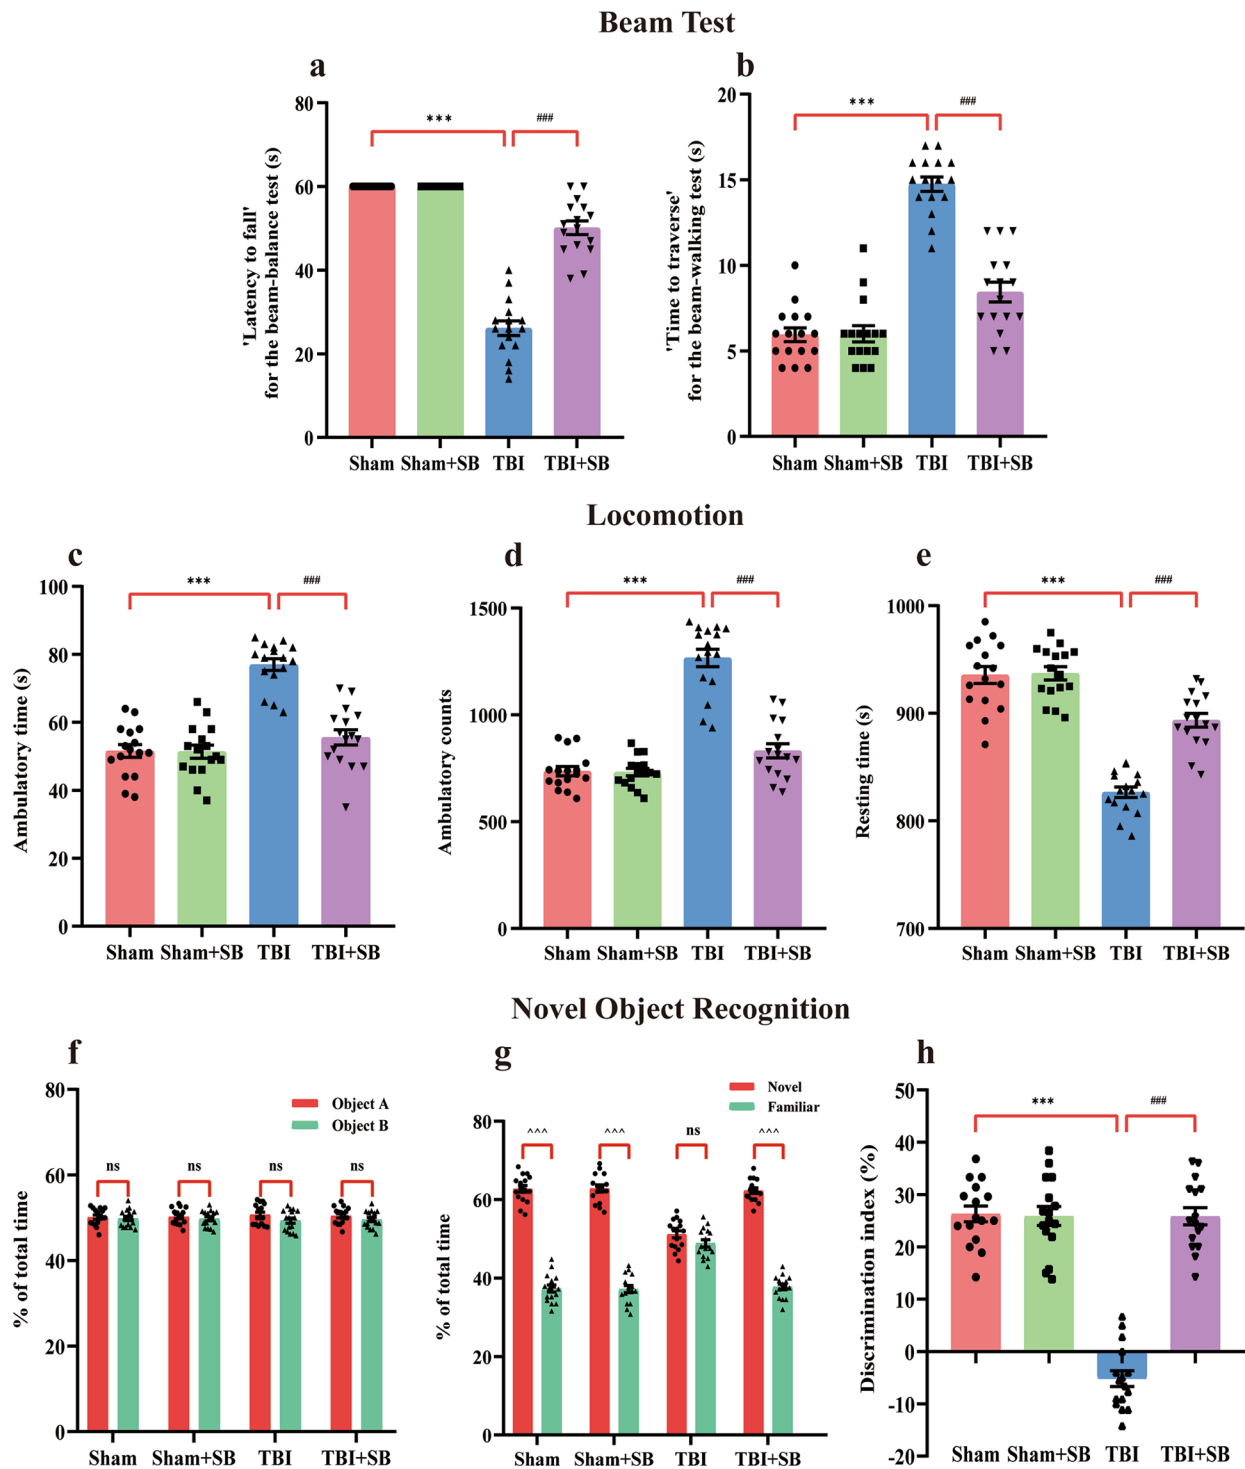 Beam Test
a
b
'Latency to fall'
for the beam-balance test (s)
80
60
40
20
0
***
###
Sham
Sham+SB
TBI
TBI+SB
'Time to traverse'
for the beam-walking test (s)
20
15
10
5
0
***
###
Sham
Sham+SB
TBI
TBI+SB
Locomotion
c
d
e
Ambulatory time (s)
100
80
60
40
20
0
***
###
Sham
Sham+SB
TBI
TBI+SB
Ambulatory counts
1500
1000
500
0
***
###
Sham
Sham+SB
TBI
TBI+SB
Resting time (s)
1000
900
800
700
***
###
Sham
Sham+SB
TBI
TBI+SB
Novel Object Recognition
f
g
h
% of total time
80
60
40
20
0
Object A
Object B
ns
ns
ns
ns
Sham
Sham+SB
TBI
TBI+SB
% of total time
80
60
40
20
0
Novel
Familiar
^^^
^^^
ns
^^^
Sham
Sham+SB
TBI
TBI+SB
Discrimination index (%)
50
40
30
20
10
0
-10
-20
***
###
Sham
Sham+SB
TBI
TBI+SB